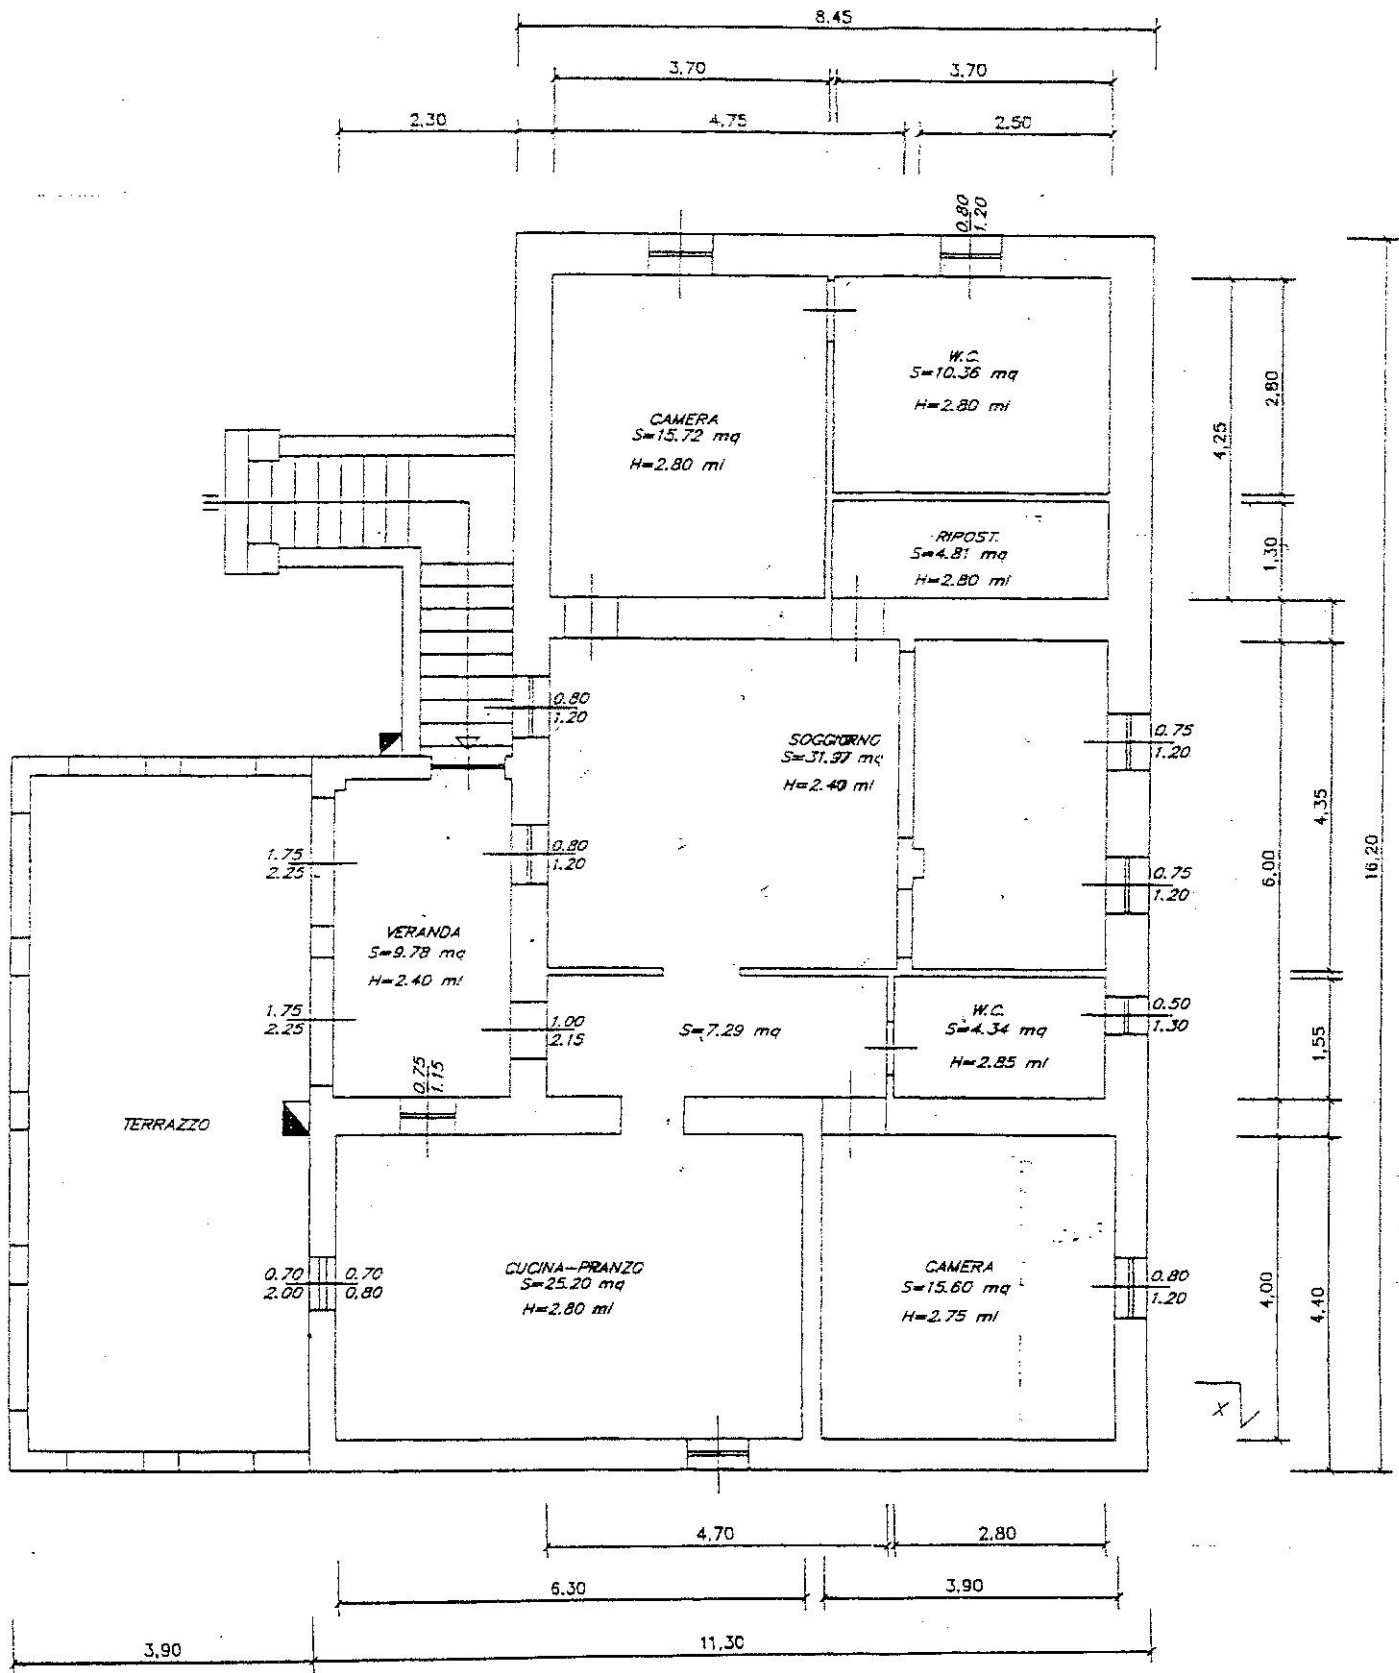 8.45
3.70
3.70
2.30
4.75
2.50
0.80
1.20
W.C.
S=10.36 mq
H=2.80 ml
CAMERA
S=15.72 mq
H=2.80 ml
2.80
4,25
16,20
RIPOST.
S=4.81 mq
H=2.80 ml
1,30
0.80
1.20
SOGGIORNO
S=31.97 mq
H=2.40 ml
0.75
1.20
4,35
6,00
1.75
2.25
0.80
1.20
0.75
1.20
VERANDA
S=9.78 mq
H=2.40 ml
1.75
2.25
1.00
2.15
S=7.29 mq
W.C.
S=4.34 mq
H=2.85 ml
0.50
1.30
1,55
0.75
1.15
TERRAZZO
0.70
2.00
0.70
0.80
CUCINA-PRANZO
S=25.20 mq
H=2.80 ml
CAMERA
S=15.60 mq
H=2.75 ml
0.80
1.20
4,00
4,40
4.70
2.80
6.30
3.90
3,90
11,30